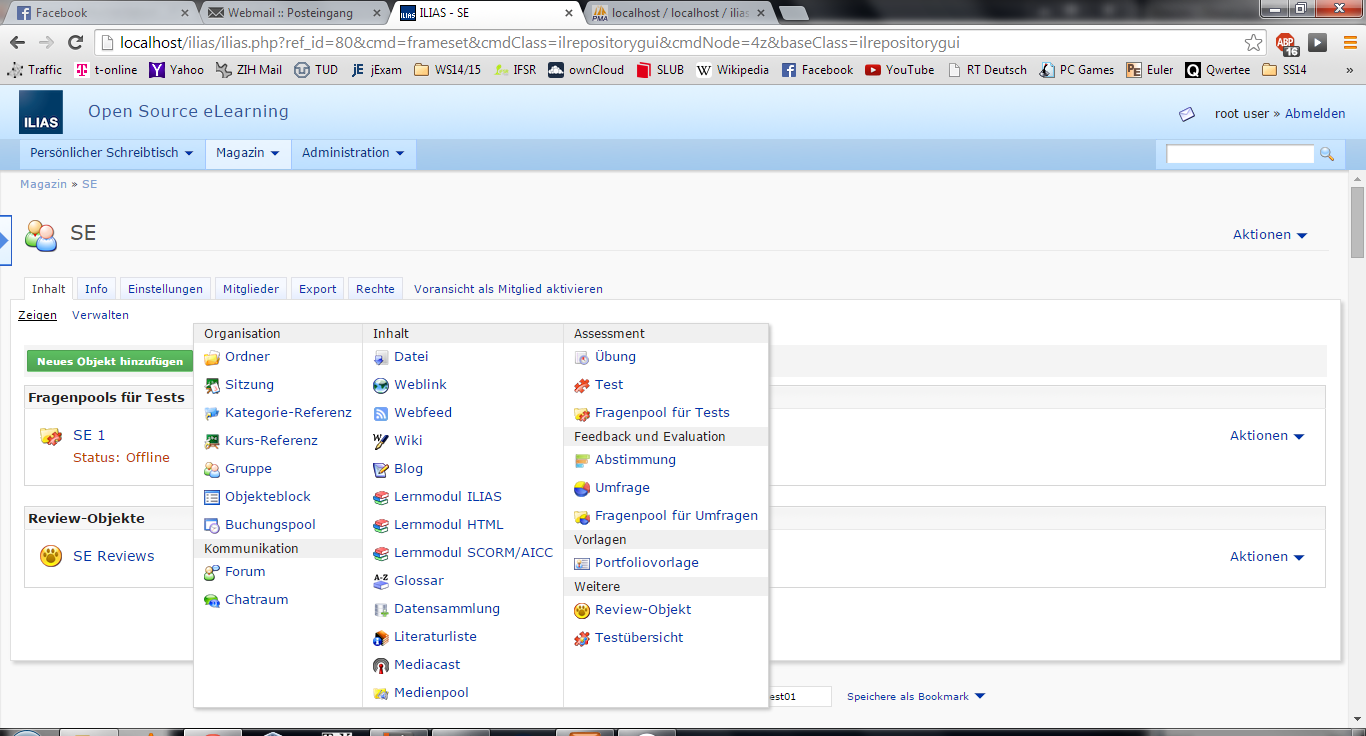 Facebook
Webmail :: Posteingang
ILIAS - SE
localhost / localhost / ilias
localhost/ilias/ilias.php?ref_id=80&cmd=frameset&cmdClass=ilrepositorygui&cmdNode=4z&baseClass=ilrepositorygui
ABP 16
Traffic t-online Yahoo ZIH Mail TUD jExam WS14/15 IFSR ownCloud SLUB Wikipedia Facebook YouTube RT Deutsch PC Games Euler Qwertee SS14 »
ILIAS
Open Source eLearning
root user » Abmelden
Persönlicher Schreibtisch Magazin Administration
Magazin » SE
SE
Aktionen
Inhalt Info Einstellungen Mitglieder Export Rechte Voransicht als Mitglied aktivieren
Zeigen Verwalten
Neues Objekt hinzufügen
Fragenpools für Tests
SE 1
Status: Offline
Aktionen
Review-Objekte
SE Reviews
Aktionen
Organisation
Ordner
Sitzung
Kategorie-Referenz
Kurs-Referenz
Gruppe
Objekteblock
Buchungspool
Kommunikation
Forum
Chatraum
Inhalt
Datei
Weblink
Webfeed
Wiki
Blog
Lernmodul ILIAS
Lernmodul HTML
Lernmodul SCORM/AICC
Glossar
Datensammlung
Literaturliste
Mediacast
Medienpool
Assessment
Übung
Test
Fragenpool für Tests
Feedback und Evaluation
Abstimmung
Umfrage
Fragenpool für Umfragen
Vorlagen
Portfoliovorlage
Weitere
Review-Objekt
Testübersicht
est01
Speichere als Bookmark